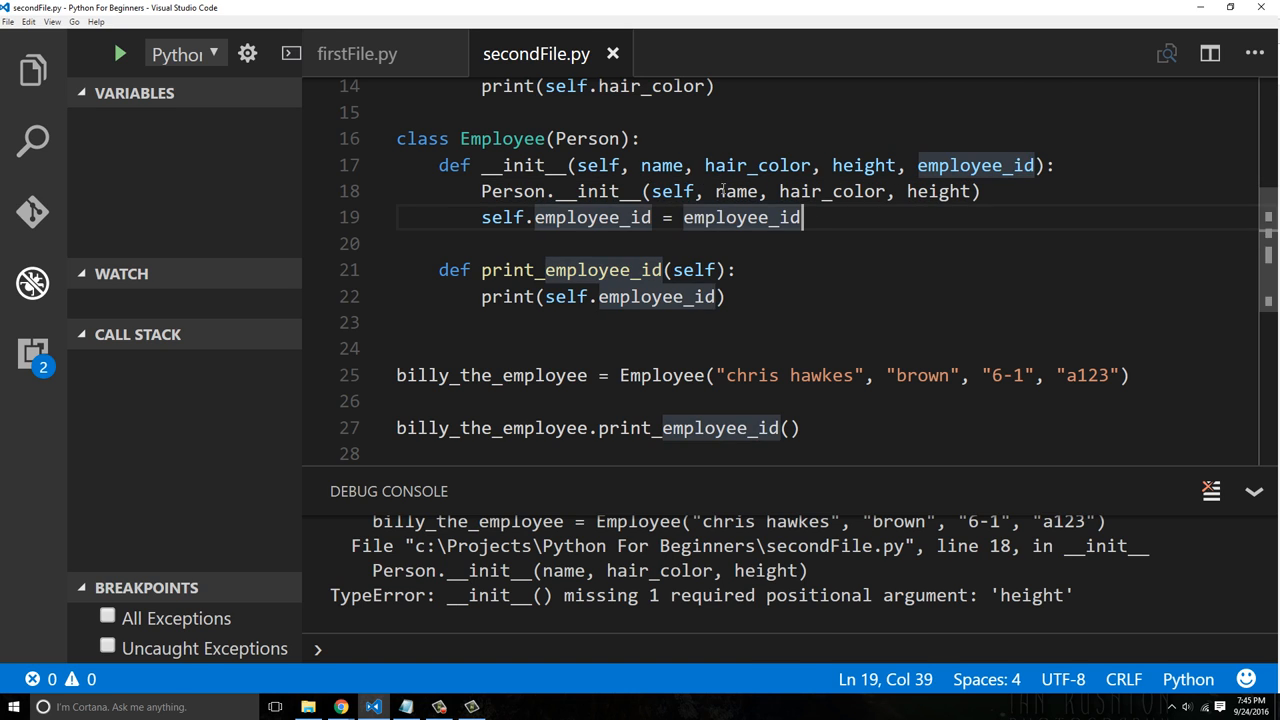 secondFile.py - Python For Beginners - Visual Studio Code
File Edit View Go Help
Pythor
firstFile.py
secondFile.py
VARIABLES
WATCH
CALL STACK
2
BREAKPOINTS
All Exceptions
Uncaught Exceptions
14 print(self.hair_color)
15
16 class Employee(Person):
17 def __init__(self, name, hair_color, height, employee_id):
18 Person.__init__(self, name, hair_color, height)
19 self.employee_id = employee_id
20
21 def print_employee_id(self):
22 print(self.employee_id)
23
24
25 billy_the_employee = Employee("chris hawkes", "brown", "6-1", "a123")
26
27 billy_the_employee.print_employee_id()
28
DEBUG CONSOLE
billy_the_employee = Employee("chris hawkes", "brown", "6-1", "a123")
File "c:\Projects\Python For Beginners\secondFile.py", line 18, in __init__
Person.__init__(name, hair_color, height)
TypeError: __init__() missing 1 required positional argument: 'height'
0 0
Ln 19, Col 39 Spaces: 4 UTF-8 CRLF Python
I'm Cortana. Ask me anything.
7:45 PM
9/24/2016